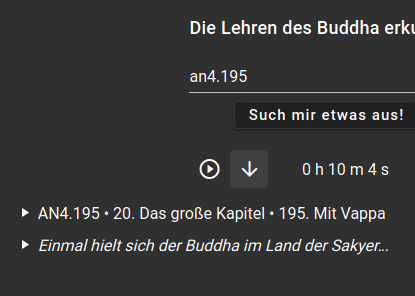 Die Lehren des Buddha erku
an4.195
Such mir etwas aus!
0 h 10 m 4 s
AN4.195 • 20. Das große Kapitel • 195. Mit Vappa
Einmal hielt sich der Buddha im Land der Sakyer...